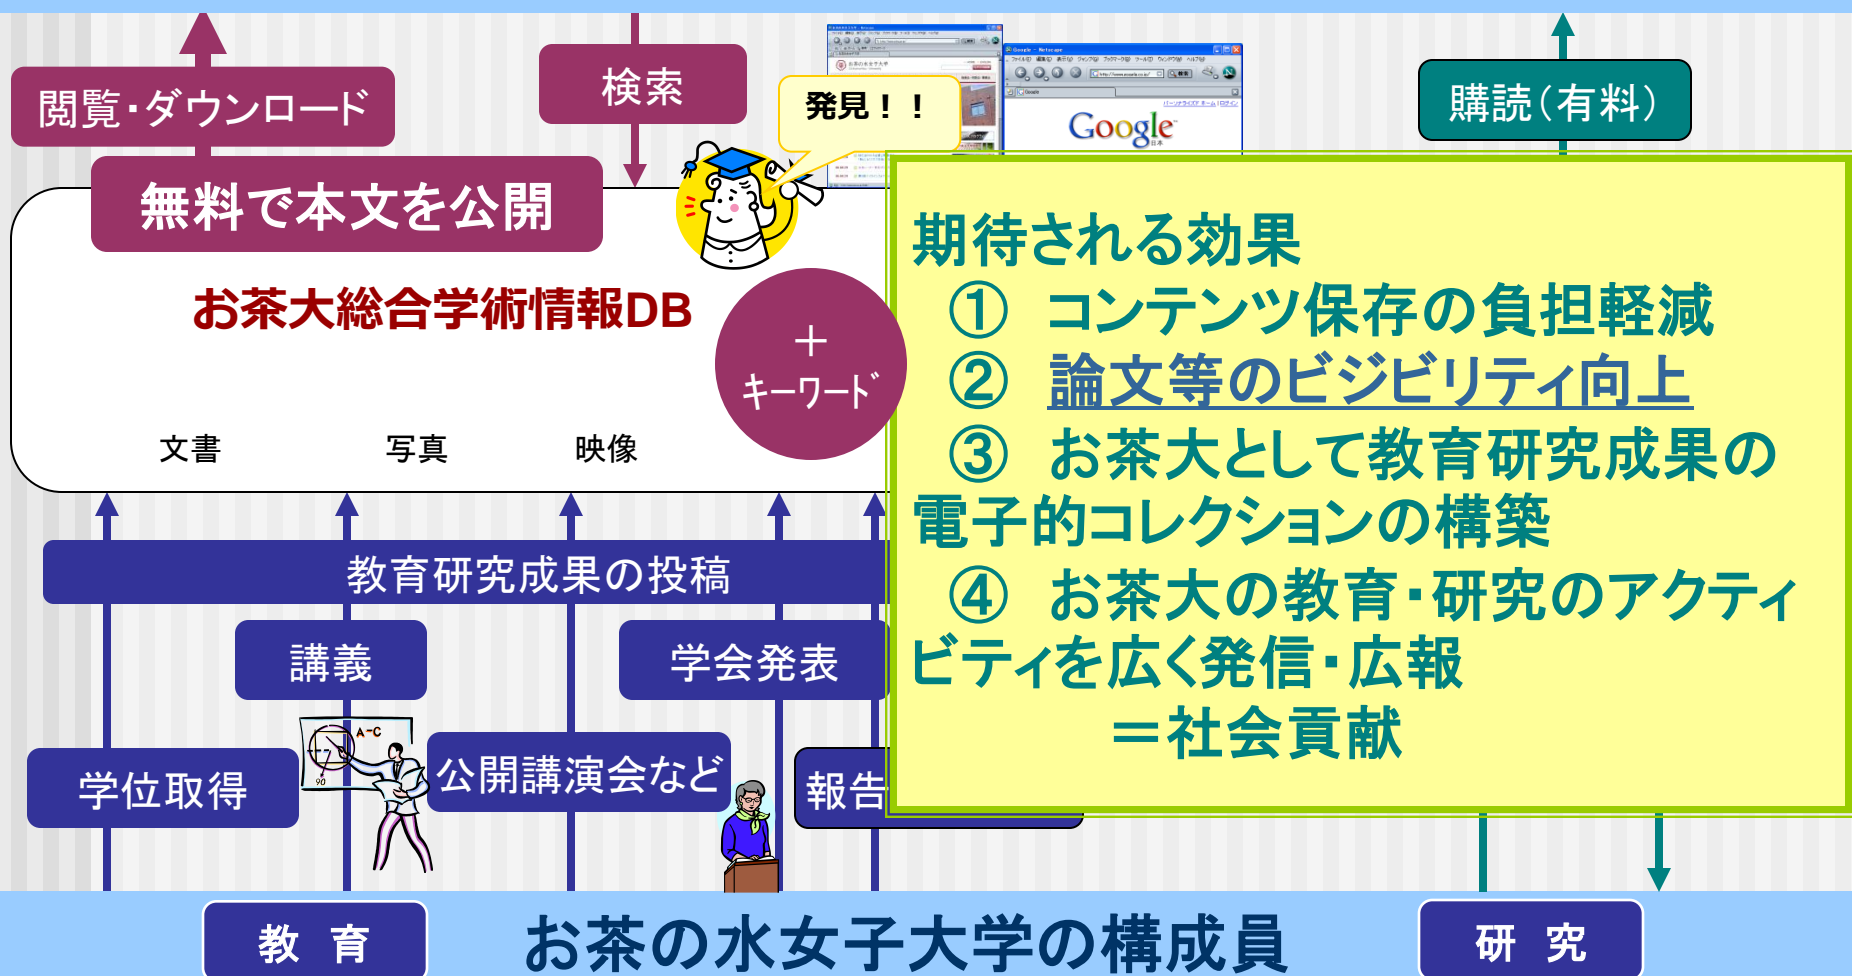 閲覧・ダウンロード
検索
発見！！
Google - Netscape
Google
日本
購読（有料）
無料で本文を公開
お茶大総合学術情報DB
＋
キーワード
文書
写真
映像
期待される効果
① コンテンツ保存の負担軽減
② 論文等のビジビリティ向上
③ お茶大として教育研究成果の
電子的コレクションの構築
④ お茶大の教育・研究のアクティ
ビティを広く発信・広報
＝社会貢献
教育研究成果の投稿
講義
学会発表
A-C
90
学位取得
公開講演会など
報告
教 育
お茶の水女子大学の構成員
研 究